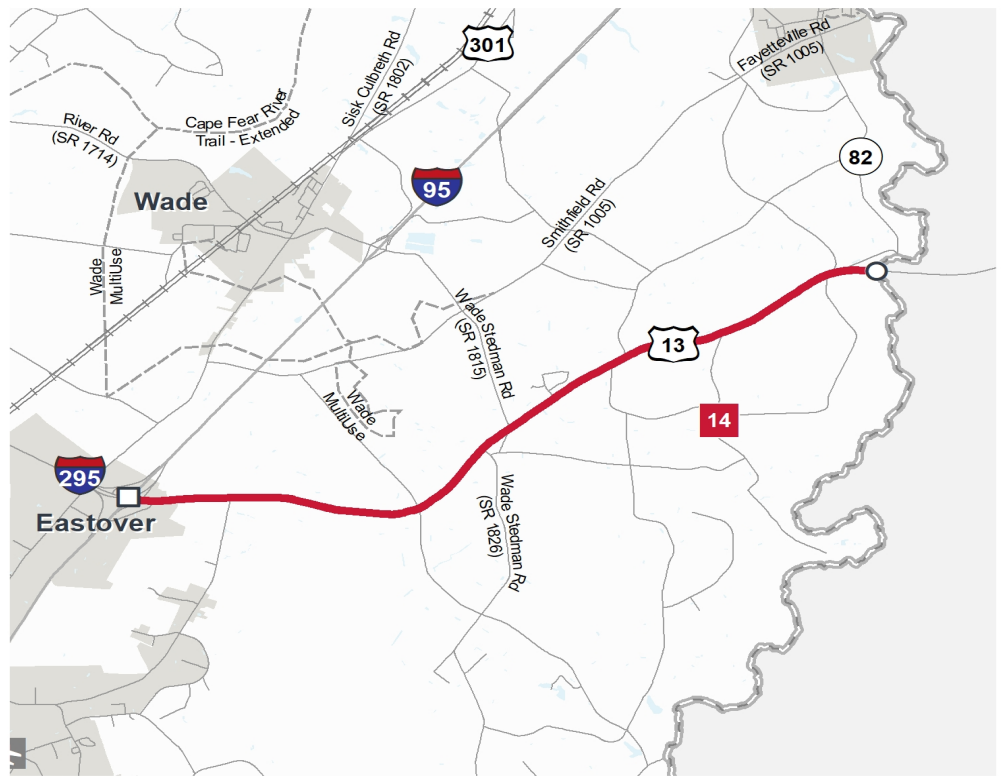 301
Fayetteville Rd
(SR 1005)
Sisk Culbreth Rd
(SR 1802)
Cape Fear River
Trail - Extended
River Rd
(SR 1714)
82
95
Wade
Smithfield Rd
(SR 1005)
Wade
MultiUse
Wade Stedman Rd
(SR 1815)
13
Wade
MultiUse
14
295
Eastover
Wade Stedman Rd
(SR 1826)